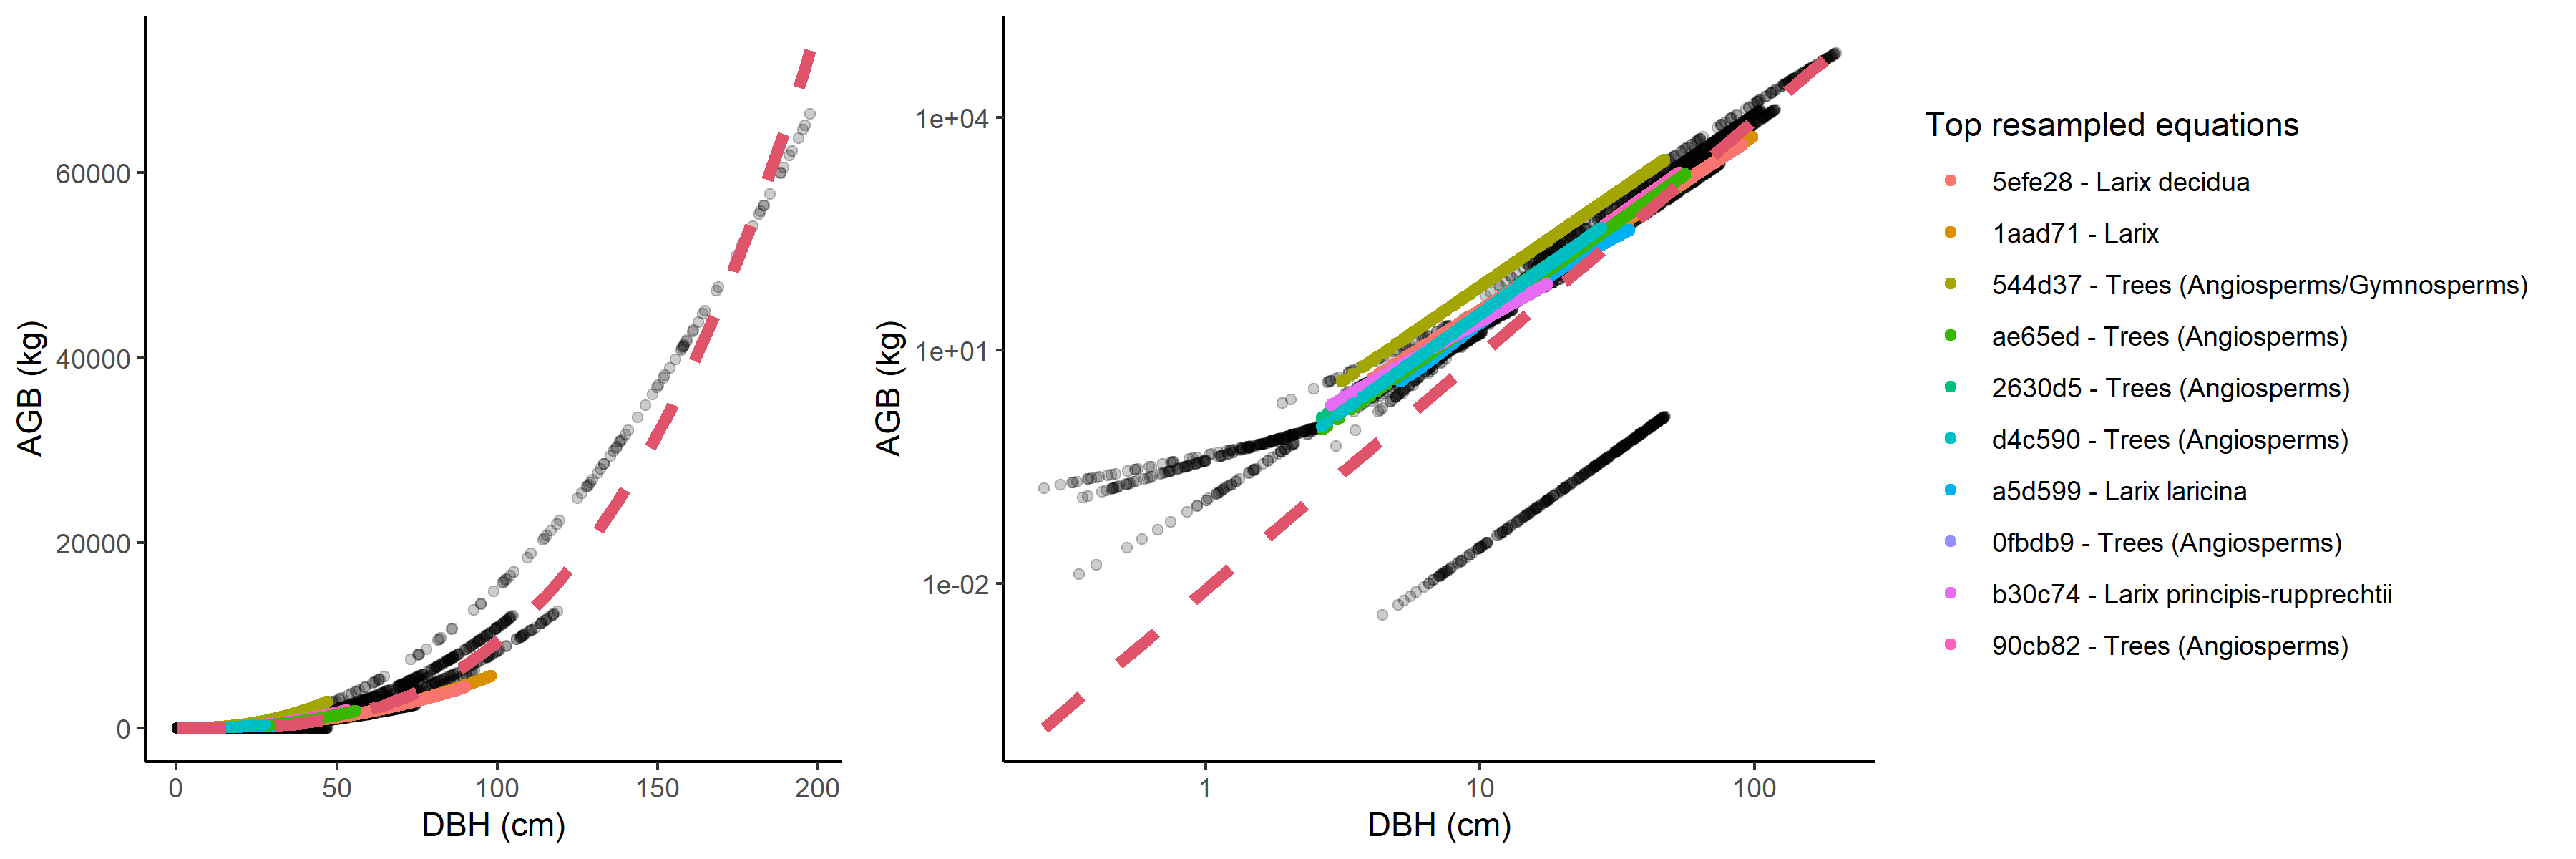 AGB (kg)
60000
40000
20000
0
0 50 100 150 200
DBH (cm)
AGB (kg)
1e+04
1e+01
1e-02
1 10 100
DBH (cm)
Top resampled equations
5efe28 - Larix decidua
1aad71 - Larix
544d37 - Trees (Angiosperms/Gymnosperms)
ae65ed - Trees (Angiosperms)
2630d5 - Trees (Angiosperms)
d4c590 - Trees (Angiosperms)
a5d599 - Larix laricina
0fbdb9 - Trees (Angiosperms)
b30c74 - Larix principis-rupprechtii
90cb82 - Trees (Angiosperms)